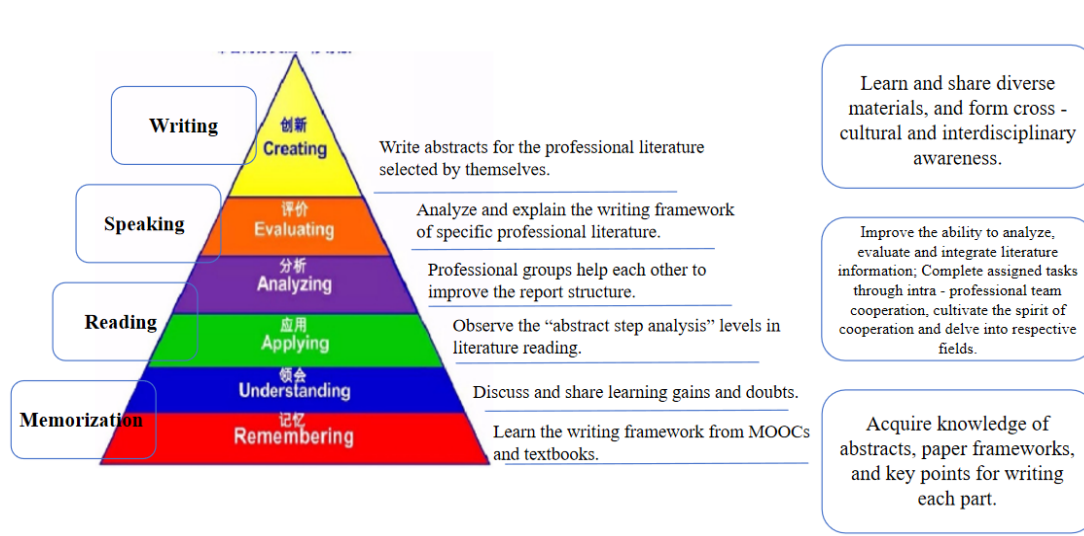 Writing
创新
Creating
Write abstracts for the professional literature
selected by themselves.
Speaking
评价
Evaluating
Analyze and explain the writing framework
of specific professional literature.
分析
Analyzing
Professional groups help each other to
improve the report structure.
Reading
应用
Applying
Observe the “abstract step analysis” levels in
literature reading.
领会
Understanding
Discuss and share learning gains and doubts.
Memorization
记忆
Remembering
Learn the writing framework from MOOCs
and textbooks.
Learn and share diverse
materials, and form cross -
cultural and interdisciplinary
awareness.
Improve the ability to analyze,
evaluate and integrate literature
information; Complete assigned tasks
through intra - professional team
cooperation, cultivate the spirit of
cooperation and delve into respective
fields.
Acquire knowledge of
abstracts, paper frameworks,
and key points for writing
each part.